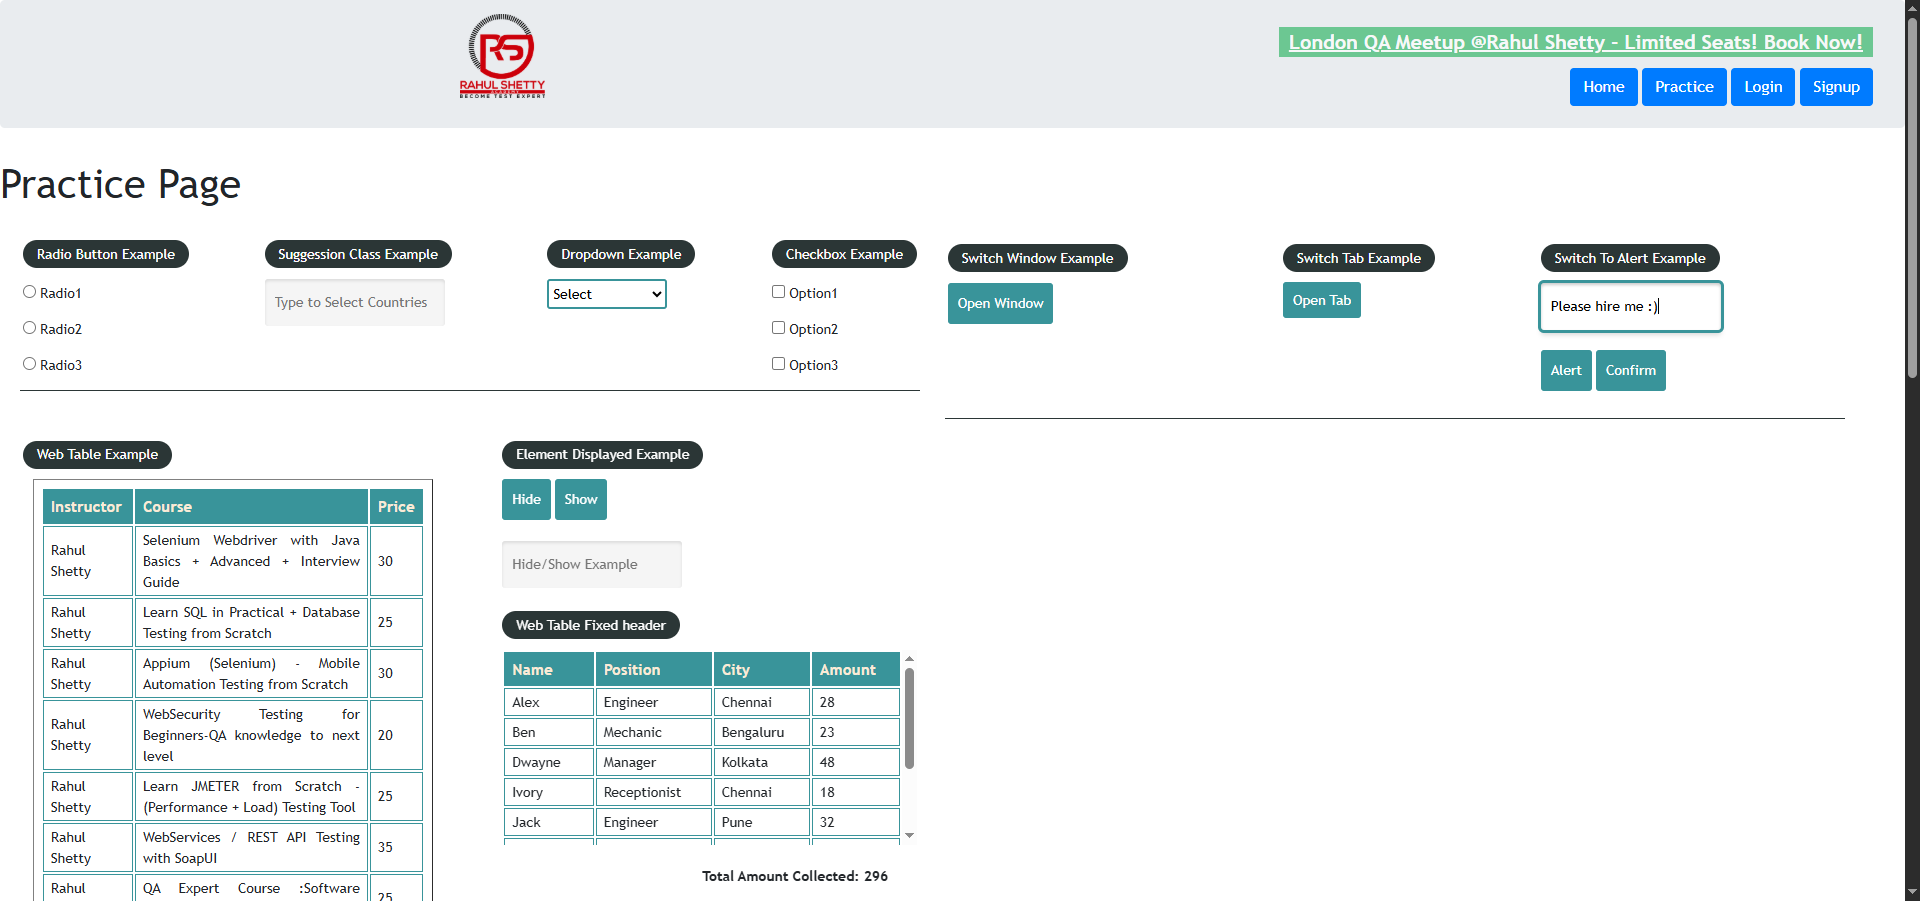 RAHUL SHETTY
ACADEMY
BECOME TEST EXPERT
London QA Meetup @Rahul Shetty - Limited Seats! Book Now!
Home Practice Login Signup
Practice Page
Radio Button Example
Radio1
Radio2
Radio3
Suggession Class Example
Type to Select Countries
Dropdown Example
Select
Checkbox Example
Option1
Option2
Option3
Switch Window Example
Open Window
Switch Tab Example
Open Tab
Switch To Alert Example
Please hire me :)
Alert Confirm
Web Table Example
Instructor Course Price
Rahul Shetty Selenium Webdriver with Java Basics + Advanced + Interview Guide 30
Rahul Shetty Learn SQL in Practical + Database Testing from Scratch 25
Rahul Shetty Appium (Selenium) - Mobile Automation Testing from Scratch 30
Rahul Shetty WebSecurity Testing for Beginners-QA knowledge to next level 20
Rahul Shetty Learn JMETER from Scratch - (Performance + Load) Testing Tool 25
Rahul Shetty WebServices / REST API Testing with SoapUI 35
Rahul QA Expert Course :Software 25
Element Displayed Example
Hide Show
Hide/Show Example
Web Table Fixed header
Name Position City Amount
Alex Engineer Chennai 28
Ben Mechanic Bengaluru 23
Dwayne Manager Kolkata 48
Ivory Receptionist Chennai 18
Jack Engineer Pune 32
Total Amount Collected: 296